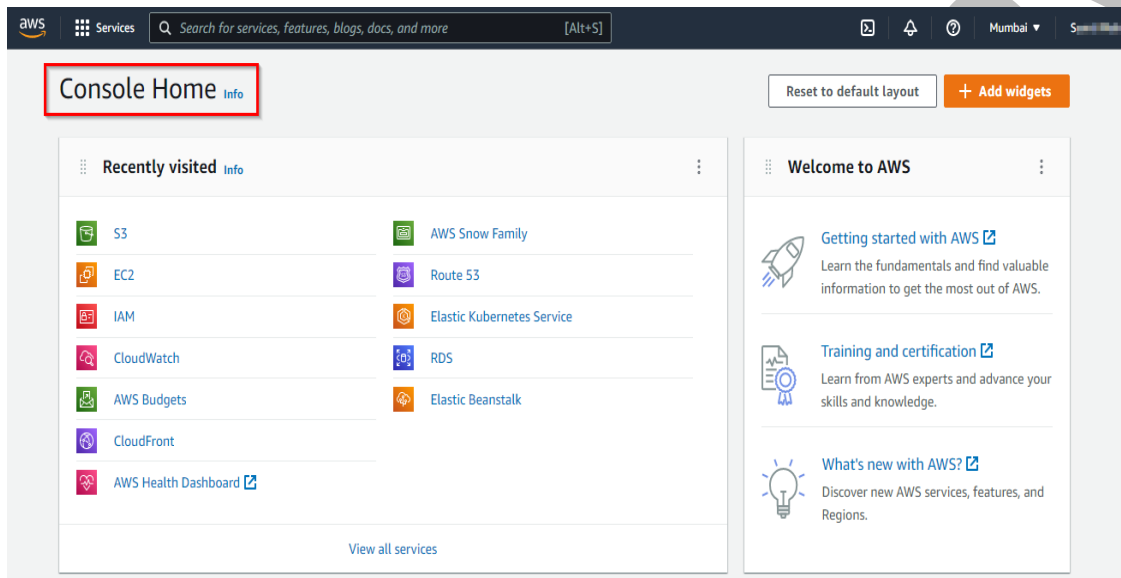 aws
Services
Search for services, features, blogs, docs, and more
[Alt+S]
Mumbai
Console Home Info
Reset to default layout
Add widgets
Recently visited Info
S3
EC2
IAM
CloudWatch
AWS Budgets
CloudFront
AWS Health Dashboard
AWS Snow Family
Route 53
Elastic Kubernetes Service
RDS
Elastic Beanstalk
View all services
Welcome to AWS
Getting started with AWS
Learn the fundamentals and find valuable
information to get the most out of AWS.
Training and certification
Learn from AWS experts and advance your
skills and knowledge.
What's new with AWS?
Discover new AWS services, features, and
Regions.